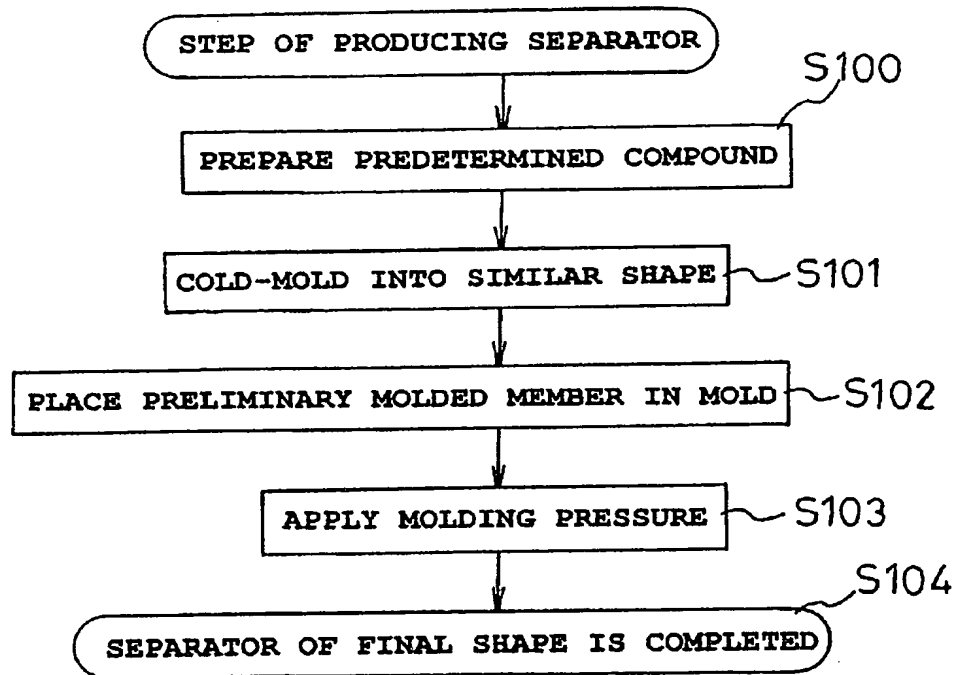 STEP OF PRODUCING SEPARATOR
S100
PREPARE PREDETERMINED COMPOUND
COLD-MOLD INTO SIMILAR SHAPE
S101
PLACE PRELIMINARY MOLDED MEMBER IN MOLD
S102
APPLY MOLDING PRESSURE
S103
S104
SEPARATOR OF FINAL SHAPE IS COMPLETED